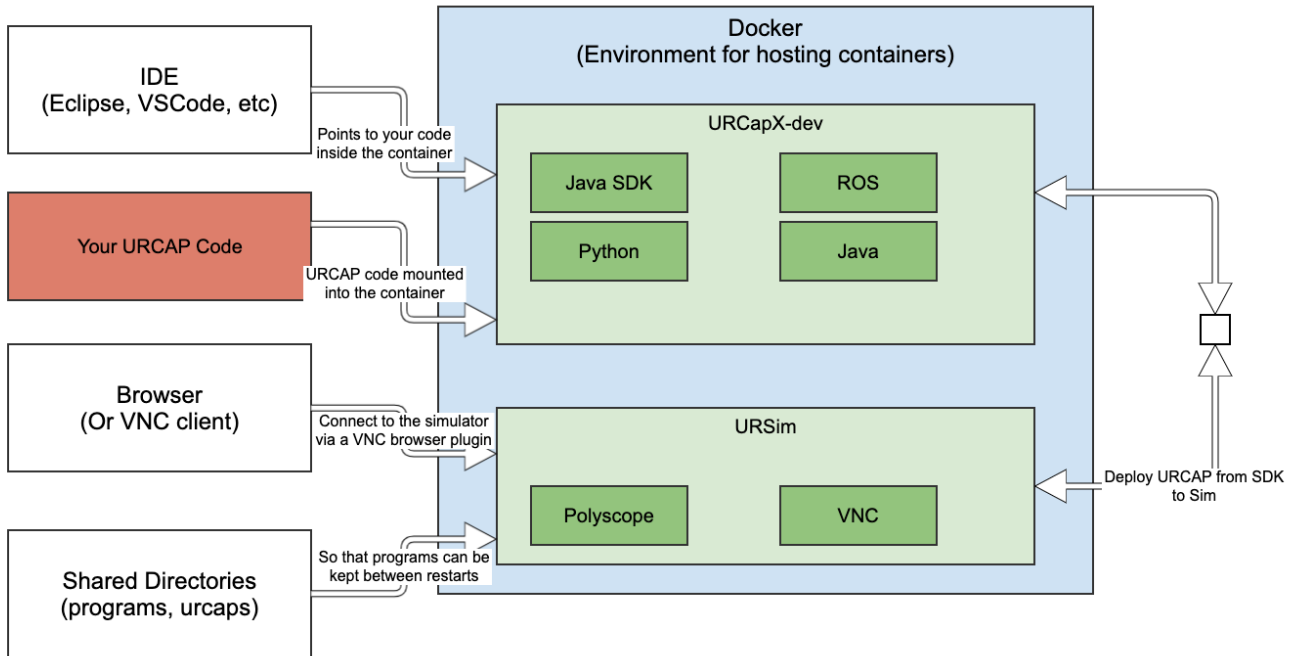 IDE
(Eclipse, VSCode, etc)
Points to your code
inside the container
Your URCAP Code
URCAP code mounted
into the container
Browser
(Or VNC client)
Connect to the simulator
via a VNC browser plugin
Shared Directories
(programs, urcaps)
So that programs can be
kept between restarts
Docker
(Environment for hosting containers)
URCapX-dev
Java SDK
ROS
Python
Java
URSim
Polyscope
VNC
Deploy URCAP from SDK
to Sim